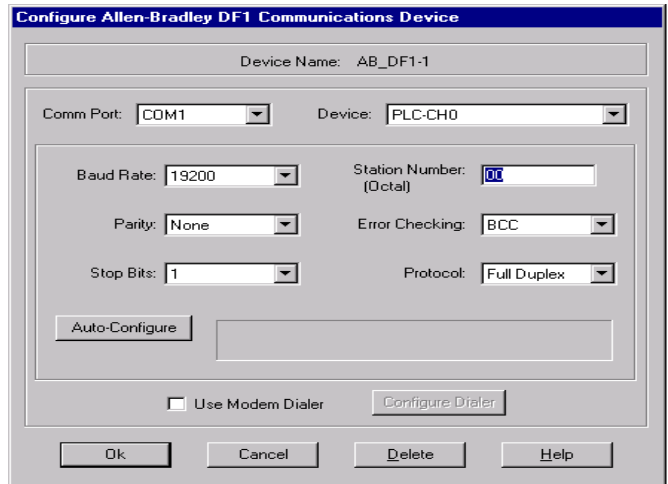 Configure Allen-Bradley DF1 Communications Device
Device Name: AB_DF1-1
Comm Port: COM1 Device: PLC-CH0
Baud Rate: 19200 Station Number: 00
(Octal)
Parity: None Error Checking: BCC
Stop Bits: 1 Protocol: Full Duplex
Auto-Configure
Use Modem Dialer Configure Dialer
Ok Cancel Delete Help